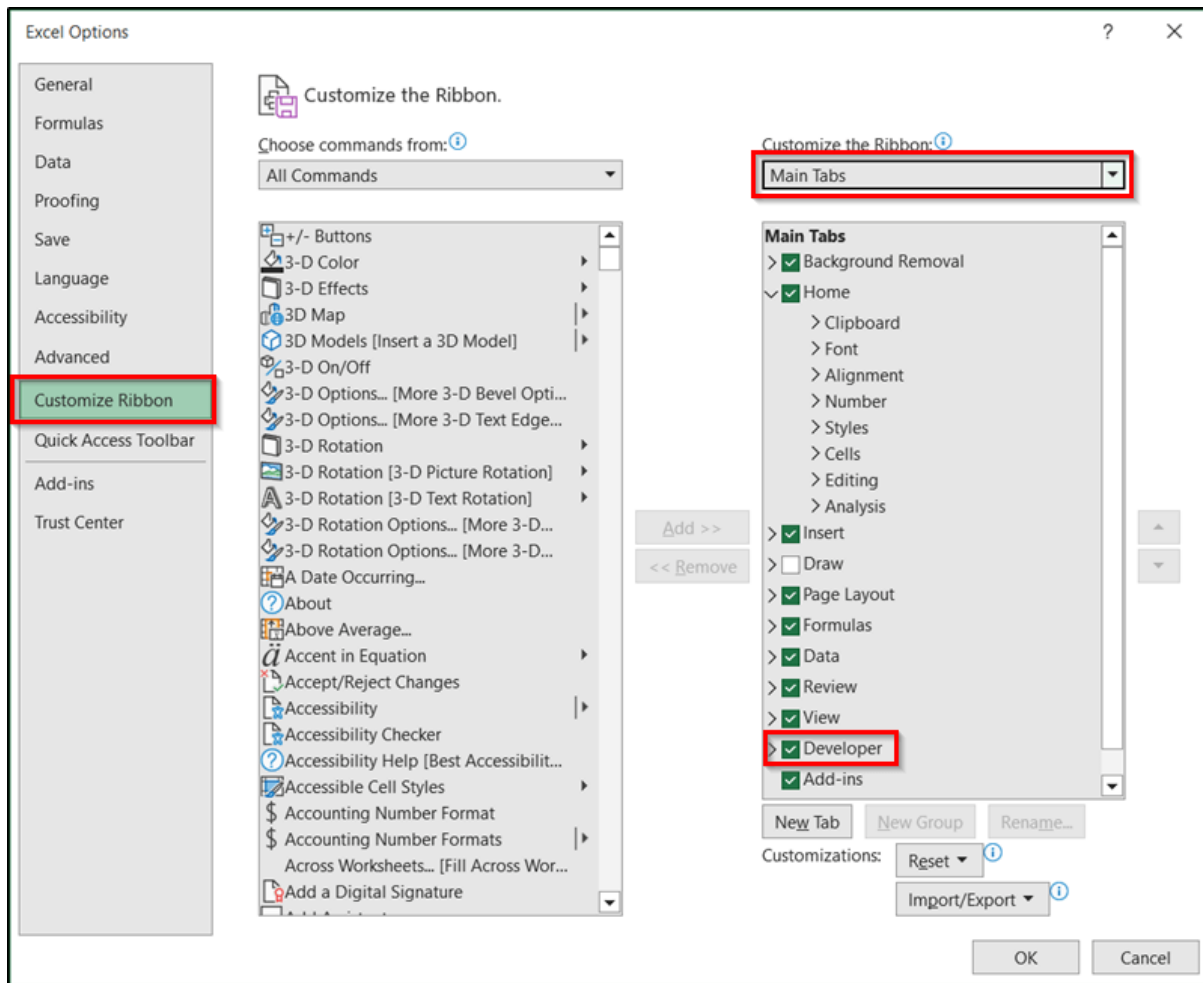 Excel Options
?
General
Formulas
Data
Proofing
Save
Language
Accessibility
Advanced
Customize Ribbon
Quick Access Toolbar
Add-ins
Trust Center
Customize the Ribbon.
Choose commands from:
All Commands
+/- Buttons
3-D Color
3-D Effects
3D Map
3D Models [Insert a 3D Model]
3-D On/Off
3-D Options... [More 3-D Bevel Opti...
3-D Options... [More 3-D Text Edge...
3-D Rotation
3-D Rotation [3-D Picture Rotation]
3-D Rotation [3-D Text Rotation]
3-D Rotation Options... [More 3-D...
3-D Rotation Options... [More 3-D...
A Date Occurring...
About
Above Average...
Accent in Equation
Accept/Reject Changes
Accessibility
Accessibility Checker
Accessibility Help [Best Accessibilit...
Accessible Cell Styles
$ Accounting Number Format
$ Accounting Number Formats
Across Worksheets... [Fill Across Wor...
Add a Digital Signature
Add >>
<< Remove
Customize the Ribbon:
Main Tabs
Main Tabs
Background Removal
Home
Clipboard
Font
Alignment
Number
Styles
Cells
Editing
Analysis
Insert
Draw
Page Layout
Formulas
Data
Review
View
Developer
Add-ins
New Tab
New Group
Rename...
Customizations:
Reset
Import/Export
OK
Cancel